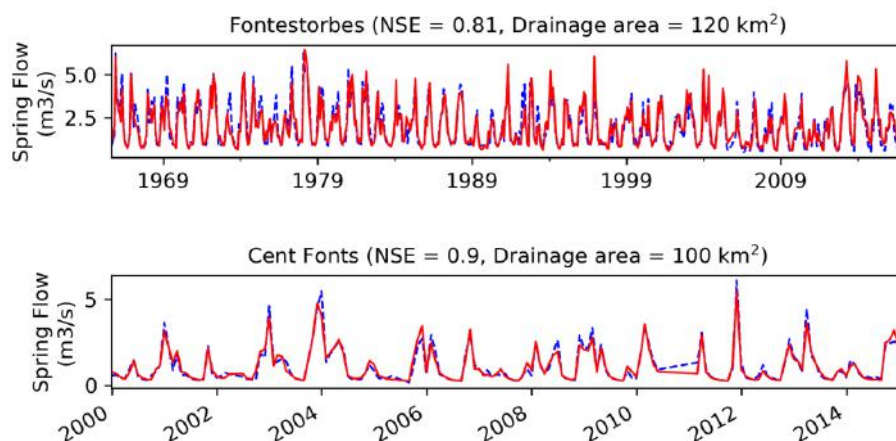 Fontestorbes (NSE = 0.81, Drainage area = 120 km²)
Spring Flow
(m3/s)
5.0
2.5
1969 1979 1989 1999 2009
Cent Fonts (NSE = 0.9, Drainage area = 100 km²)
Spring Flow
(m3/s)
5
0
2000 2002 2004 2006 2008 2010 2012 2014